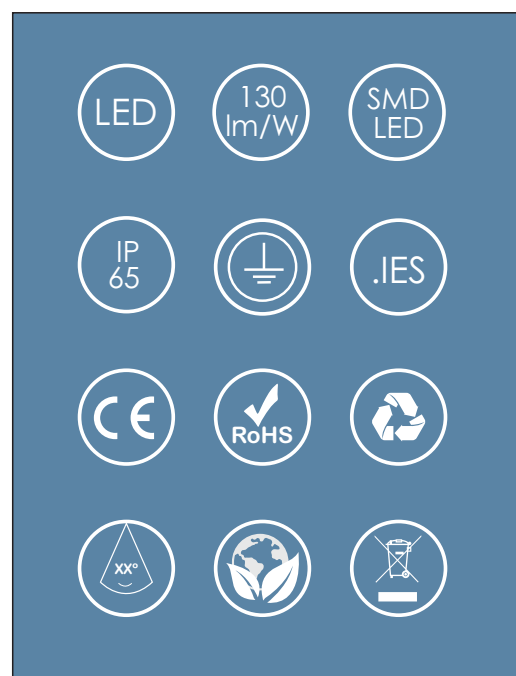 LED
130
lm/W
SMD
LED
IP
65
.IES
CE
RoHS
XX°